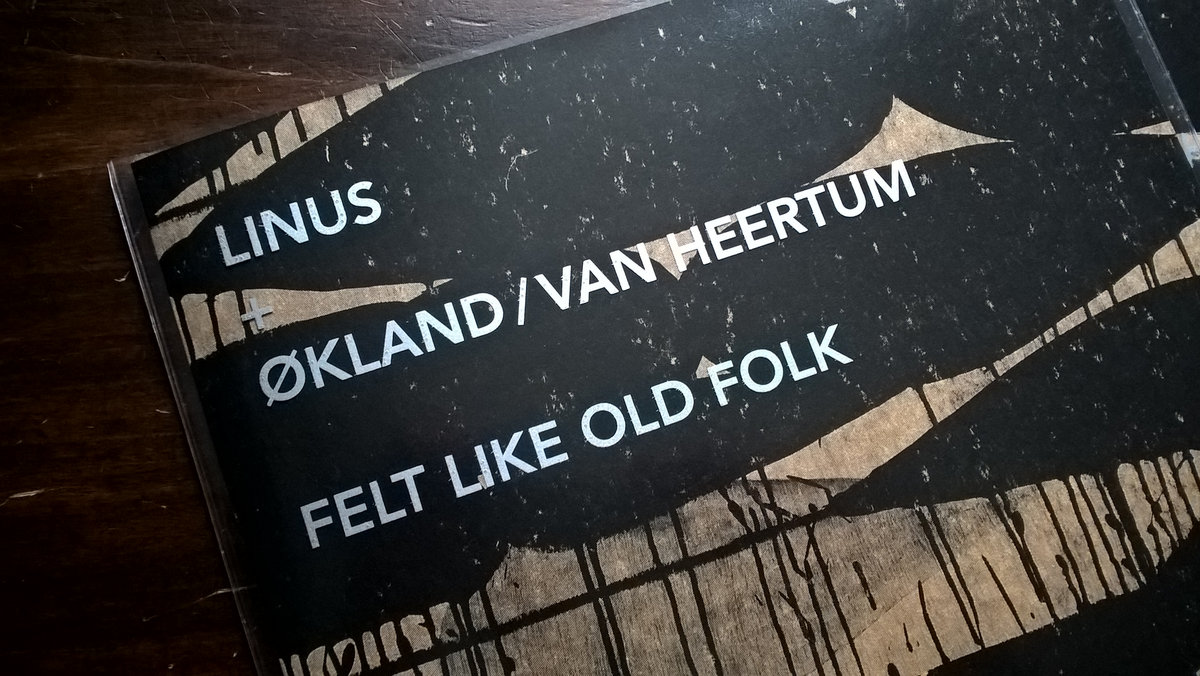 LINUS
+
ØKLAND / VAN HEERTUM
FELT LIKE OLD FOLK